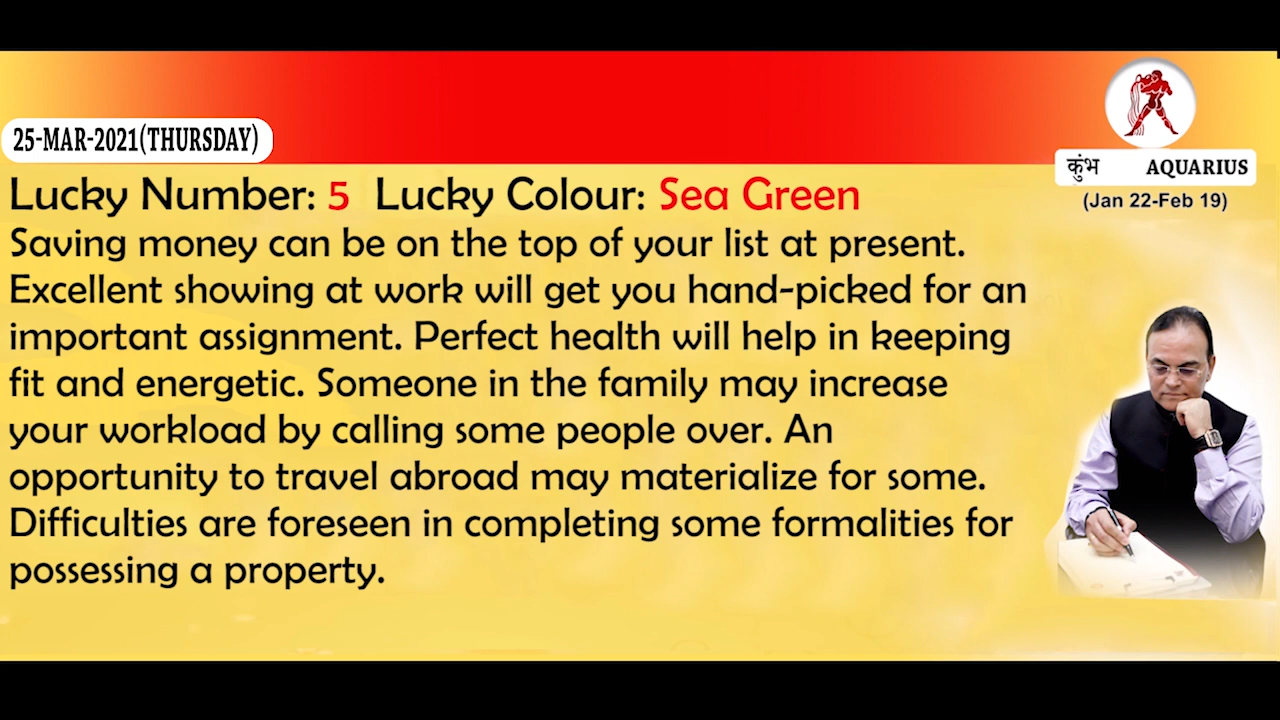 25-MAR-2021(THURSDAY)
कुंभ AQUARIUS
(Jan 22-Feb 19)
Lucky Number: 5 Lucky Colour: Sea Green
Saving money can be on the top of your list at present.
Excellent showing at work will get you hand-picked for an
important assignment. Perfect health will help in keeping
fit and energetic. Someone in the family may increase
your workload by calling some people over. An
opportunity to travel abroad may materialize for some.
Difficulties are foreseen in completing some formalities for
possessing a property.